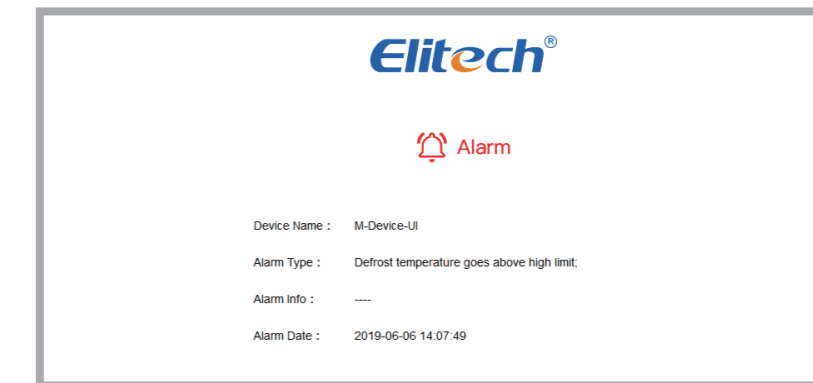 Elitech®
Alarm
Device Name : M-Device-UI
Alarm Type : Defrost temperature goes above high limit;
Alarm Info : ----
Alarm Date : 2019-06-06 14:07:49